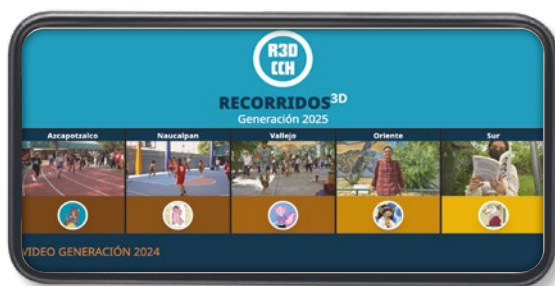 R3D
CCH
RECORRIDOS3D
Generación 2025
Azcapotzalco Naucalpan Vallejo Oriente Sur
VIDEO GENERACIÓN 2024